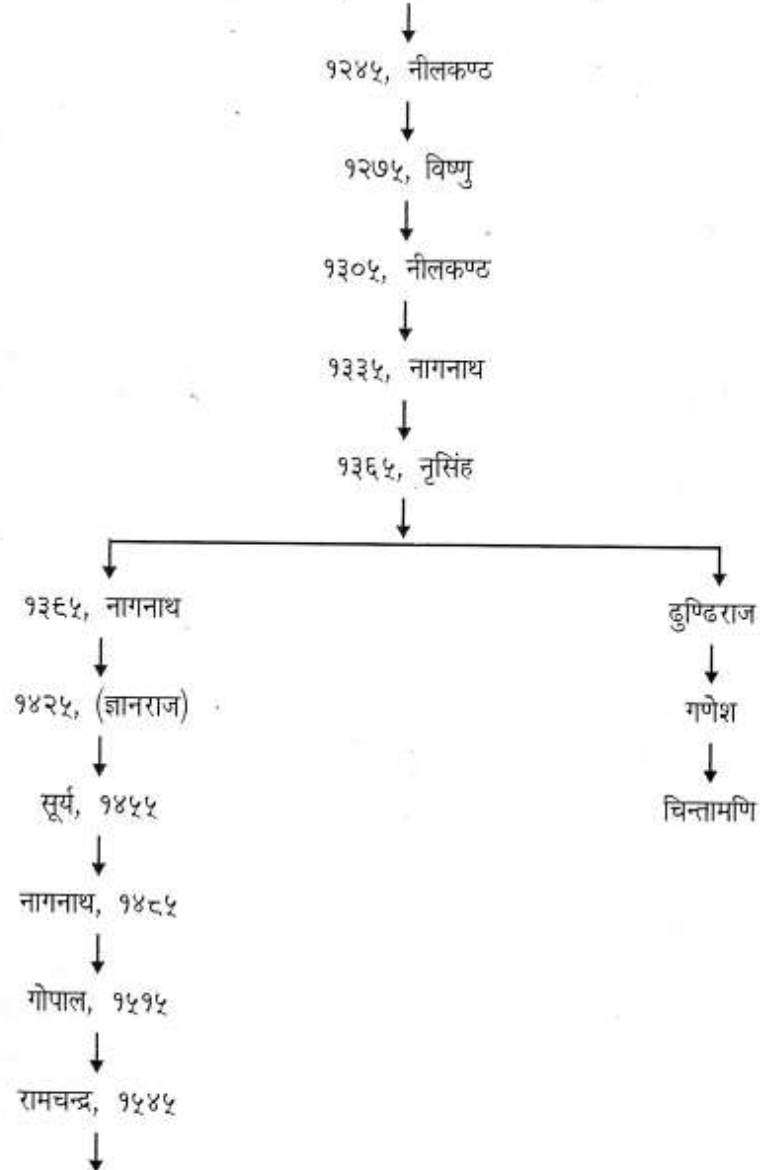 १२४५, नीलकण्ठ
१२७५, विष्णु
१३०५, नीलकण्ठ
१३३५, नागनाथ
१३६५, नृसिंह
१३९५, नागनाथ
ढुण्ढिराज
१४२५, (ज्ञानराज)
गणेश
सूर्य, १४५५
चिन्तामणि
नागनाथ, १४८५
गोपाल, १५१५
रामचन्द्र, १५४५